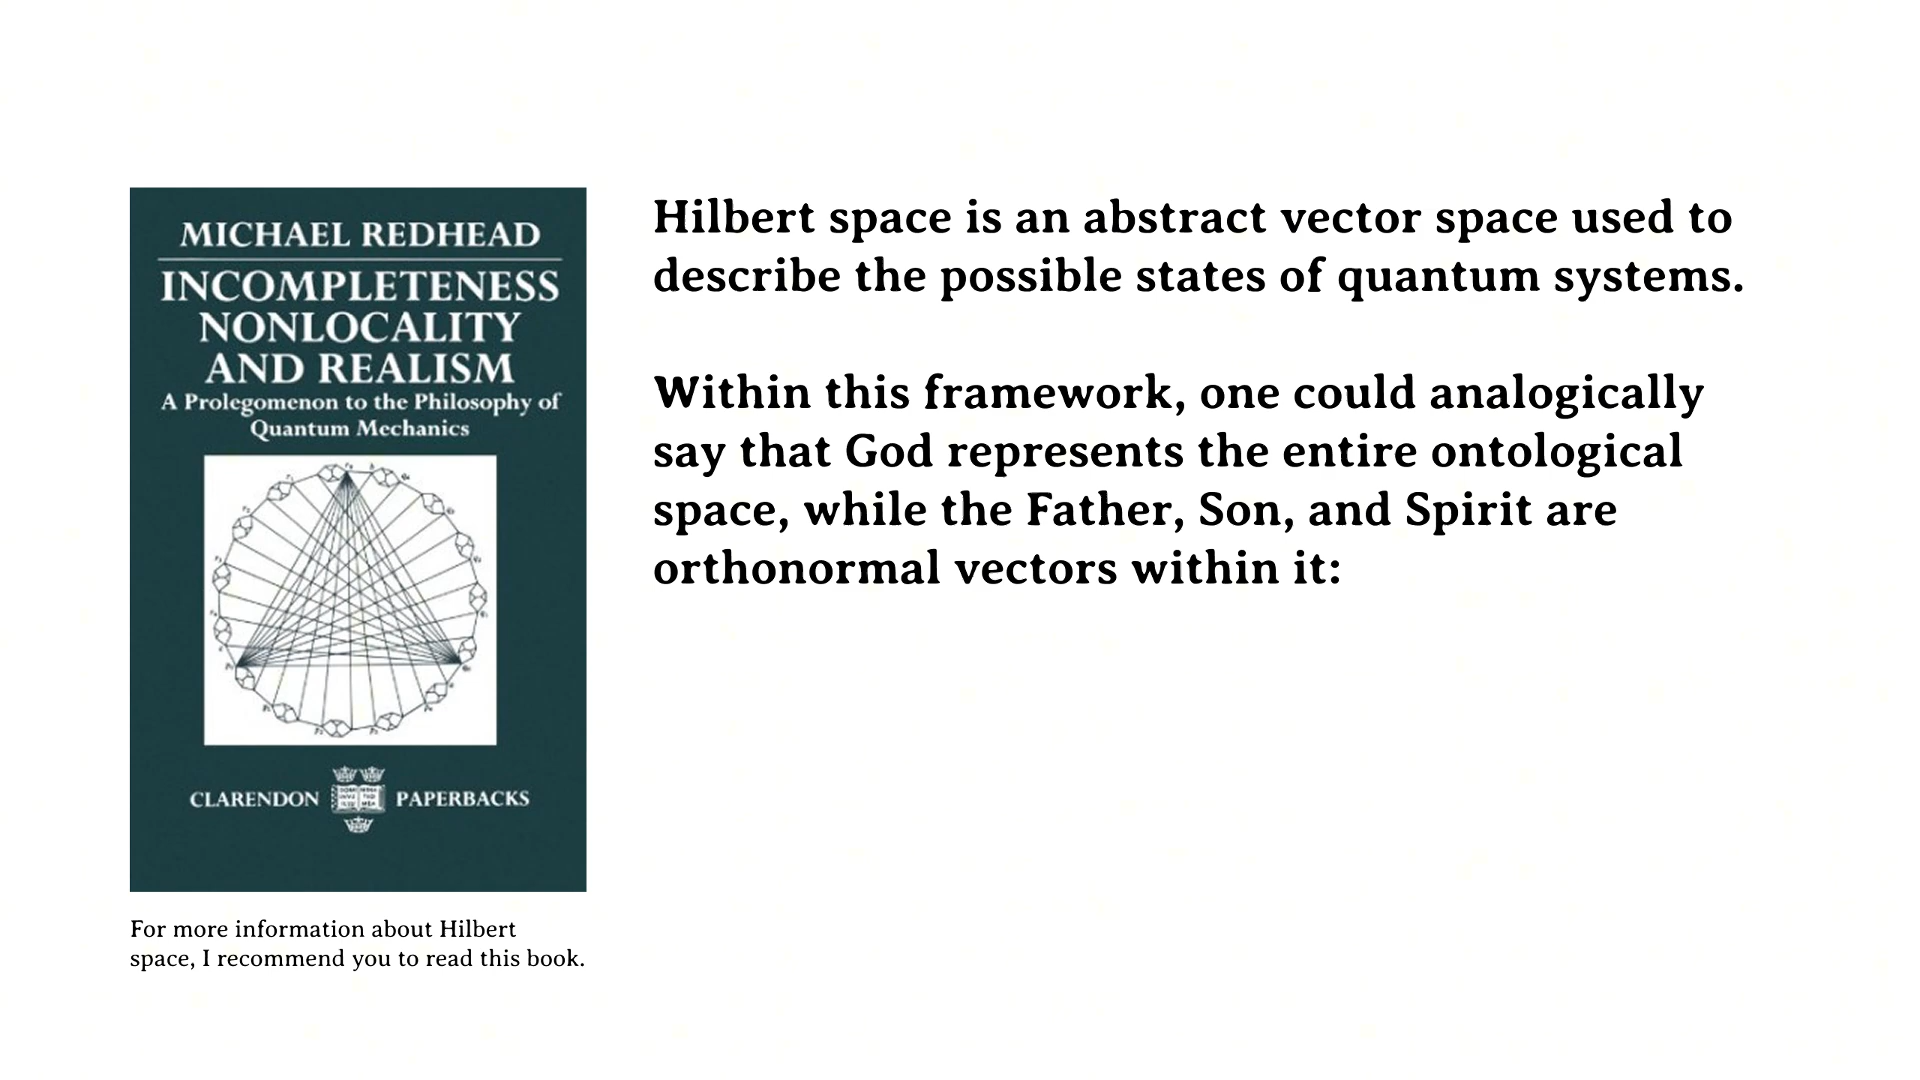 MICHAEL REDHEAD
INCOMPLETENESS
NONLOCALITY
AND REALISM
A Prolegomenon to the Philosophy of
Quantum Mechanics
CLARENDON PAPERBACKS
For more information about Hilbert
space, I recommend you to read this book.
Hilbert space is an abstract vector space used to
describe the possible states of quantum systems.
Within this framework, one could analogically
say that God represents the entire ontological
space, while the Father, Son, and Spirit are
orthonormal vectors within it: